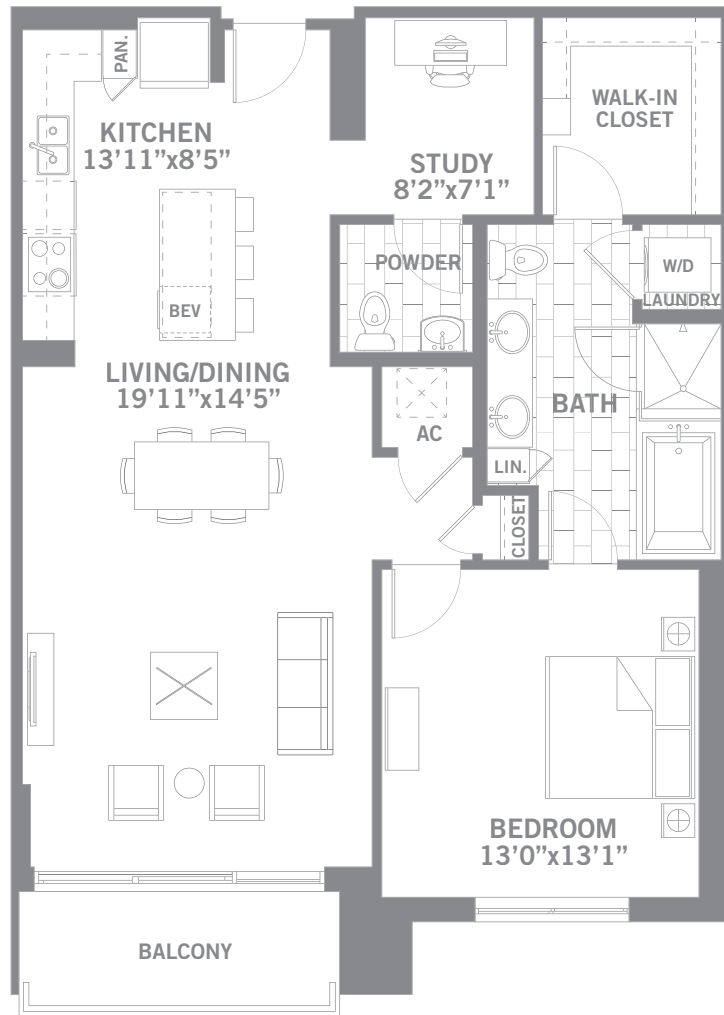 PAN.
KITCHEN
13’11”x8’5”
WALK-IN
CLOSET
STUDY
8’2”x7’1”
POWDER
W/D
LAUNDRY
BEV
LIVING/DINING
19’11”x14’5”
BATH
AC
LIN.
CLOSET
BEDROOM
13’0”x13’1”
BALCONY